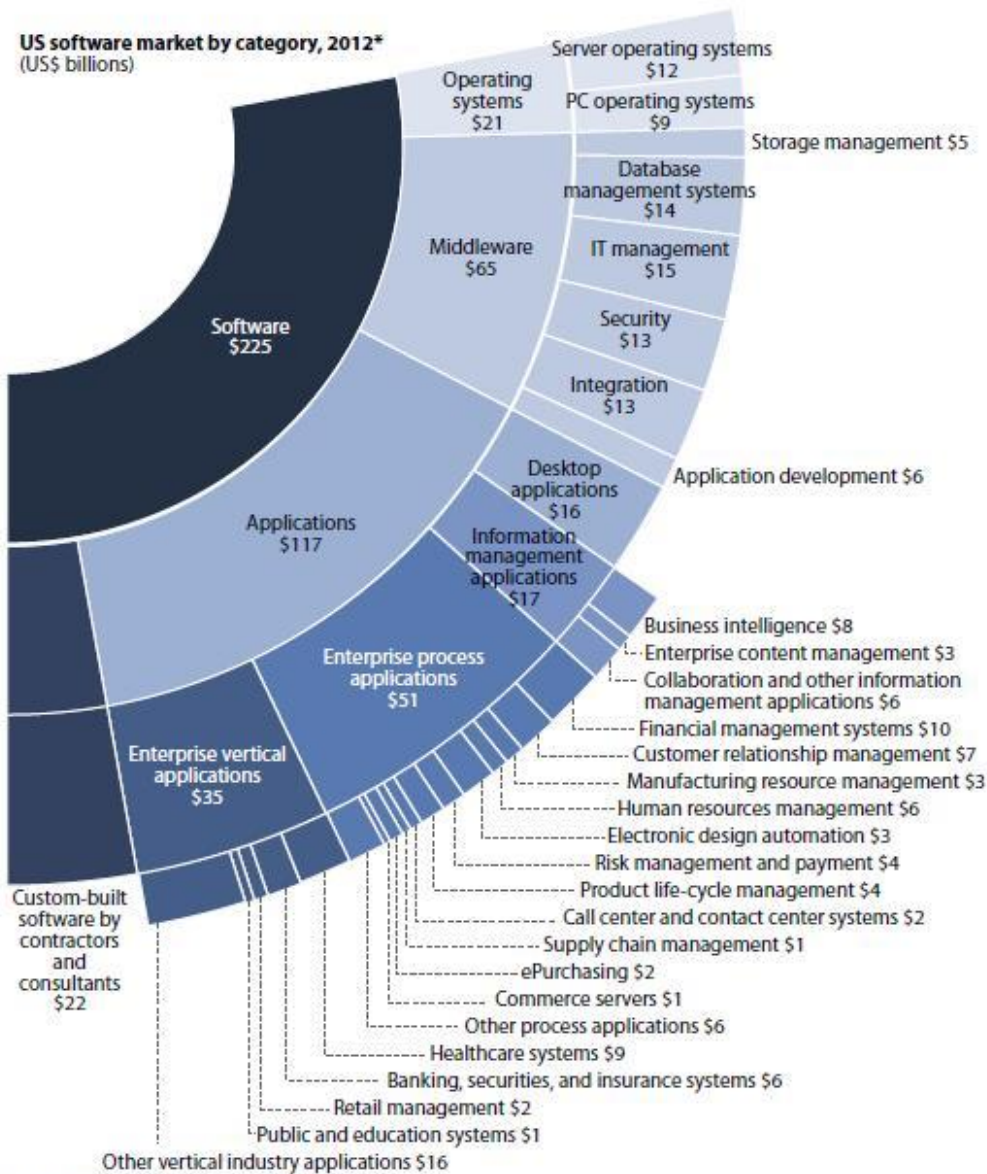 US software market by category, 2012*
(US$ billions)
Server operating systems
$12
Operating
systems
$21
PC operating systems
$9
Storage management $5
Database
management systems
$14
Middleware
$65
IT management
$15
Software
$225
Security
$13
Integration
$13
Application development $6
Desktop
applications
$16
Applications
$117
Information
management
applications
$17
Business intelligence $8
Enterprise content management $3
Collaboration and other information
management applications $6
Enterprise process
applications
$51
Financial management systems $10
Customer relationship management $7
Manufacturing resource management $3
Human resources management $6
Electronic design automation $3
Risk management and payment $4
Product life-cycle management $4
Call center and contact center systems $2
Supply chain management $1
ePurchasing $2
Commerce servers $1
Other process applications $6
Enterprise vertical
applications
$35
Healthcare systems $9
Banking, securities, and insurance systems $6
Retail management $2
Public and education systems $1
Other vertical industry applications $16
Custom-built
software by
contractors
and
consultants
$22